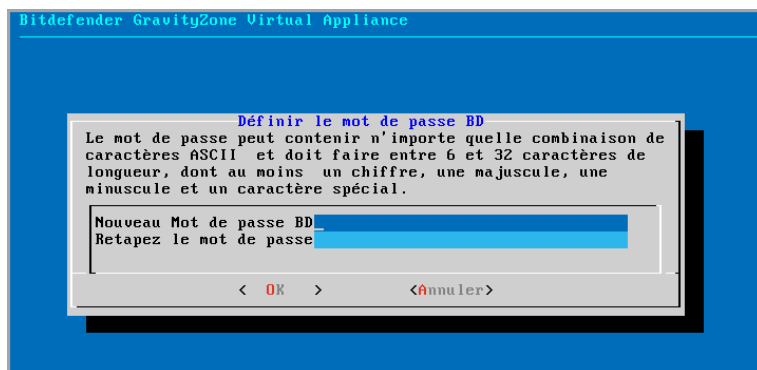 Bitdefender GravityZone Virtual Appliance
Définir le mot de passe BD
Le mot de passe peut contenir n'importe quelle combinaison de
caractères ASCII  et doit faire entre 6 et 32 caractères de
longueur, dont au moins  un chiffre, une majuscule, une
minuscule et un caractère spécial.
Nouveau Mot de passe BD_
Retapez le mot de passe
<  OK  > <Annuler>